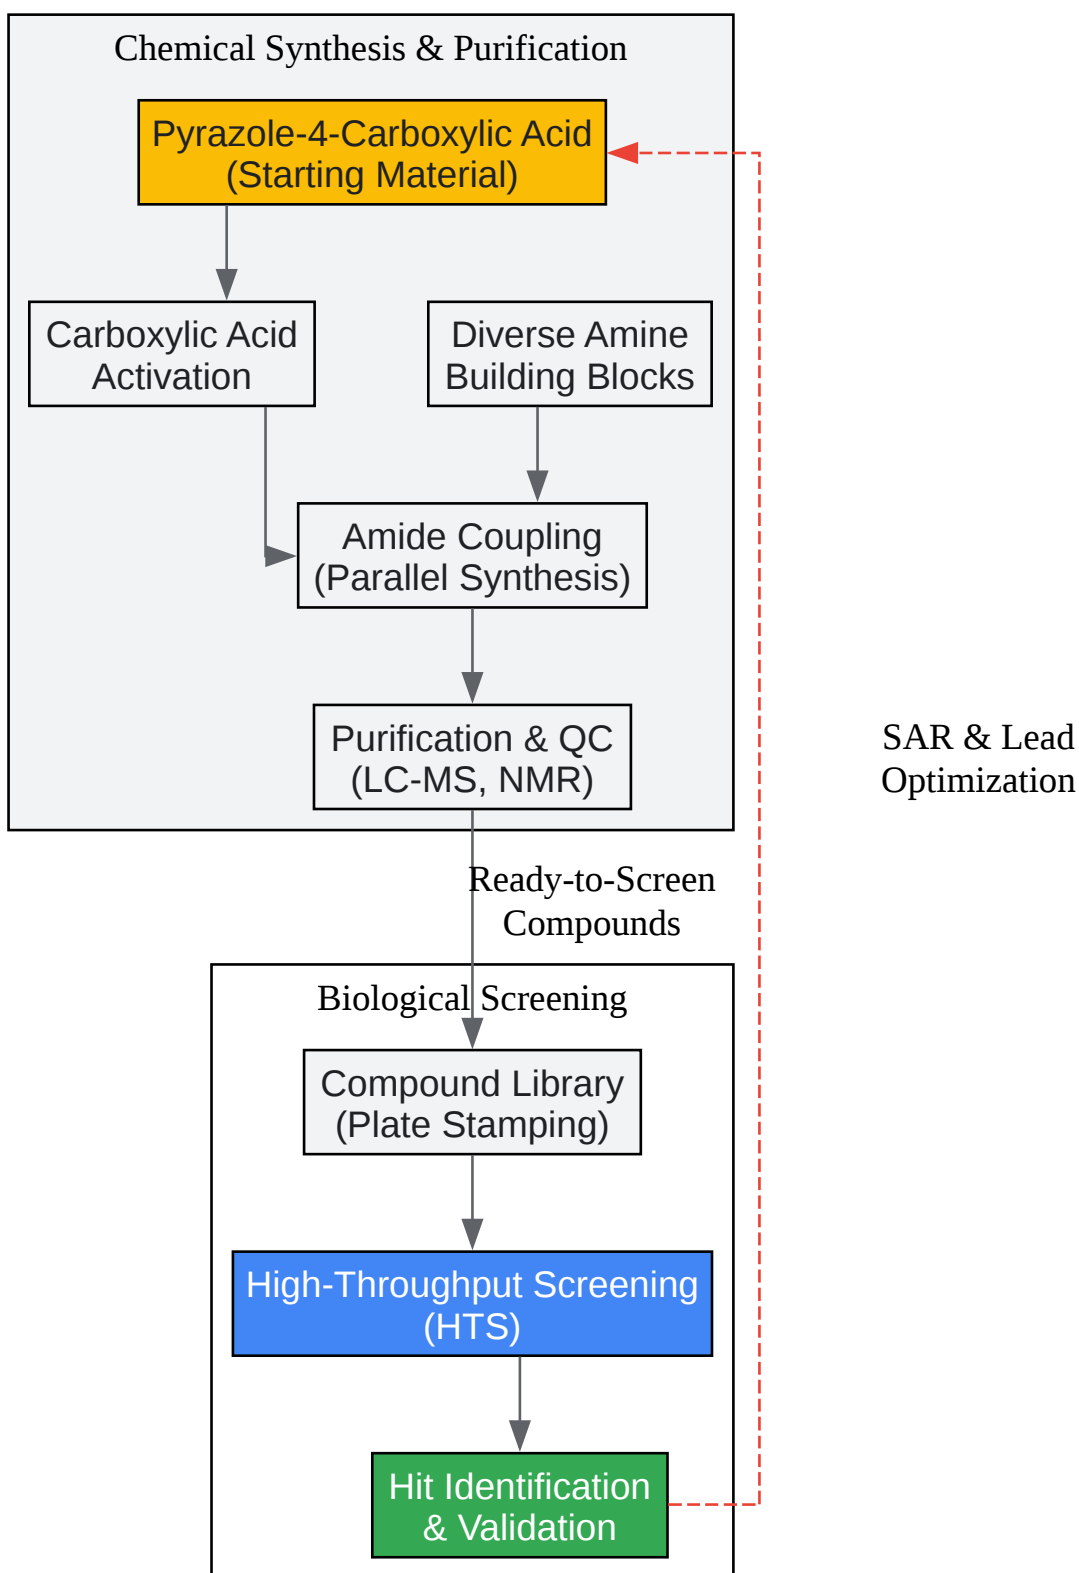 Chemical Synthesis & Purification
Pyrazole-4-Carboxylic Acid
(Starting Material)
Carboxylic Acid
Activation
Diverse Amine
Building Blocks
Amide Coupling
(Parallel Synthesis)
Purification & QC
(LC-MS, NMR)
SAR & Lead
Optimization
Ready-to-Screen
Compounds
Biological Screening
Compound Library
(Plate Stamping)
High-Throughput Screening
(HTS)
Hit Identification
& Validation